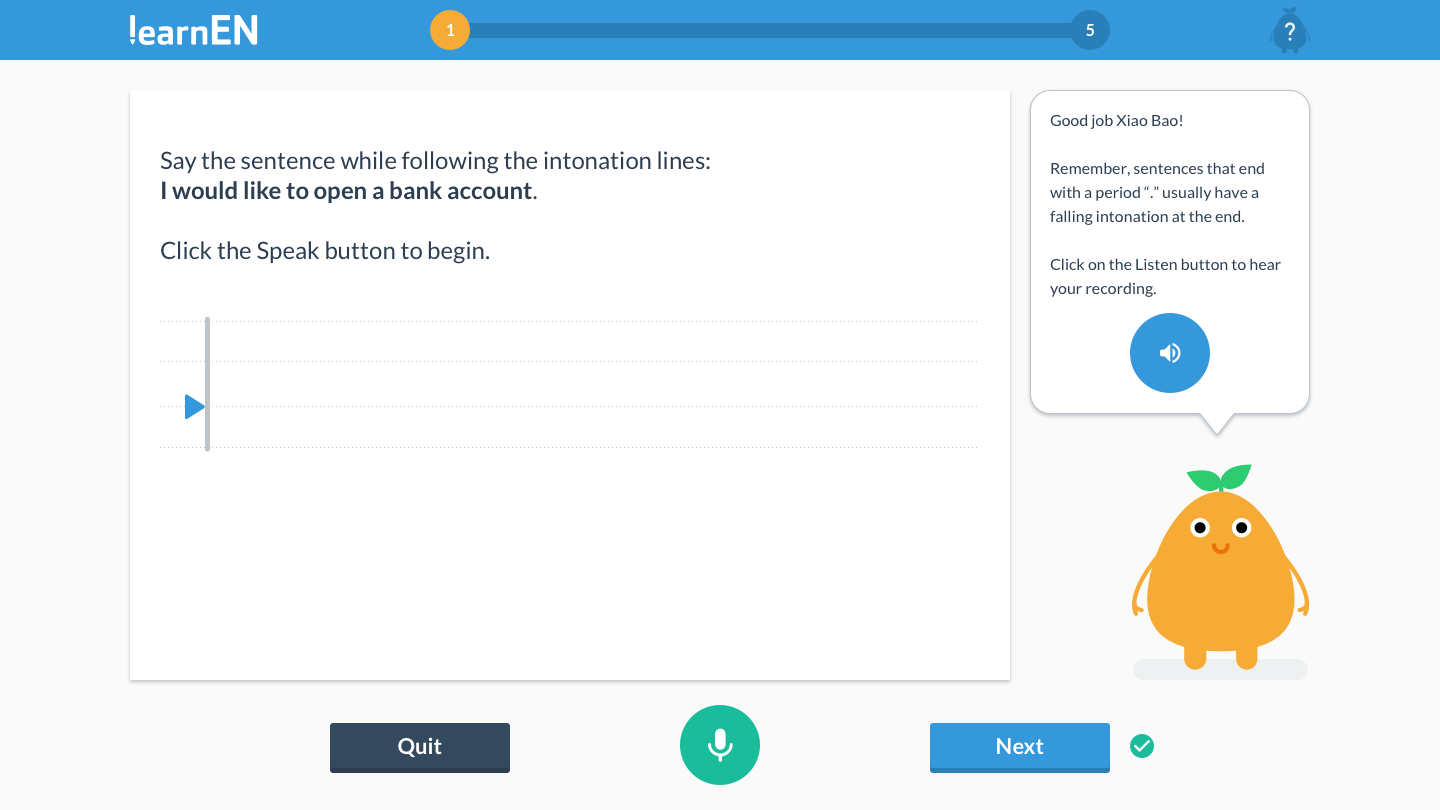 learnEN
1
5
?
Say the sentence while following the intonation lines:
I would like to open a bank account.
Click the Speak button to begin.
Good job Xiao Bao!
Remember, sentences that end
with a period “.” usually have a
falling intonation at the end.
Click on the Listen button to hear
your recording.
Quit
Next